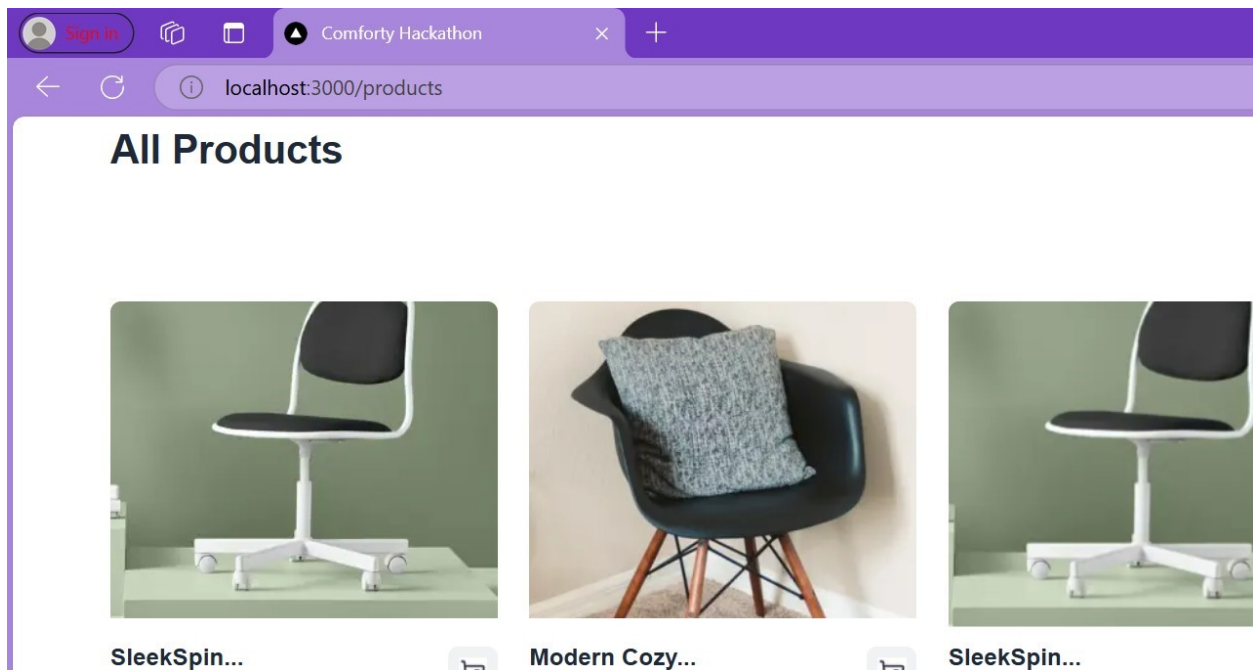 Sign in
Comforty Hackathon
localhost:3000/products
All Products
SleekSpin...
Modern Cozy...
SleekSpin...